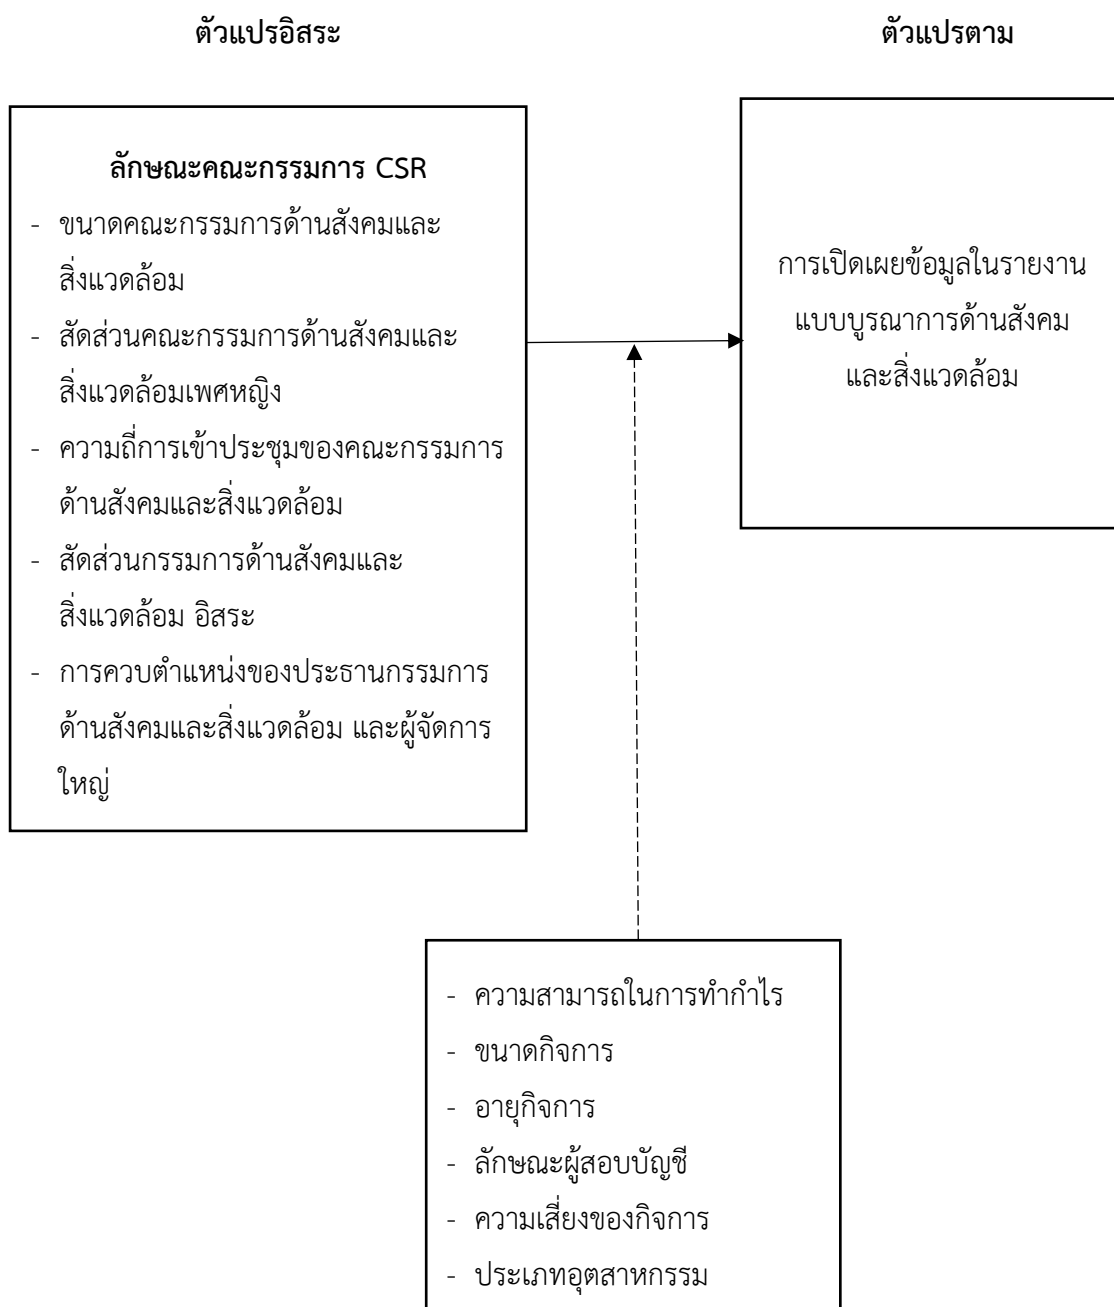 ตัวแปรอิสระ
ตัวแปรตาม
ลักษณะคณะกรรมการ CSR
- ขนาดคณะกรรมการด้านสังคมและ
สิ่งแวดล้อม
- สัดส่วนคณะกรรมการด้านสังคมและ
สิ่งแวดล้อมเพศหญิง
- ความถี่การเข้าประชุมของคณะกรรมการ
ด้านสังคมและสิ่งแวดล้อม
- สัดส่วนกรรมการด้านสังคมและ
สิ่งแวดล้อม อิสระ
- การควบตำแหน่งของประธานกรรมการ
ด้านสังคมและสิ่งแวดล้อม และผู้จัดการ
ใหญ่
การเปิดเผยข้อมูลในรายงาน
แบบบูรณาการด้านสังคม
และสิ่งแวดล้อม
- ความสามารถในการทำกำไร
- ขนาดกิจการ
- อายุกิจการ
- ลักษณะผู้สอบบัญชี
- ความเสี่ยงของกิจการ
- ประเภทอุตสาหกรรม